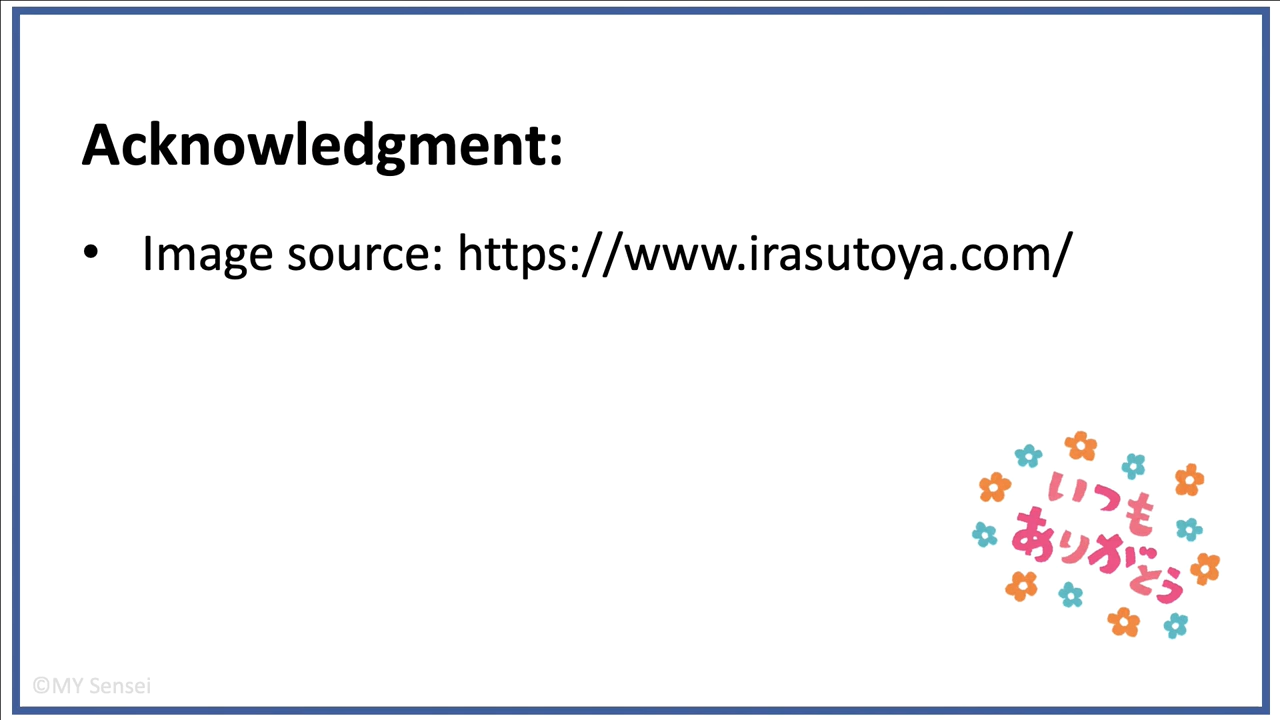 Acknowledgment:
• Image source: https://www.irasutoya.com/
いつも
ありがとう
©MY Sensei